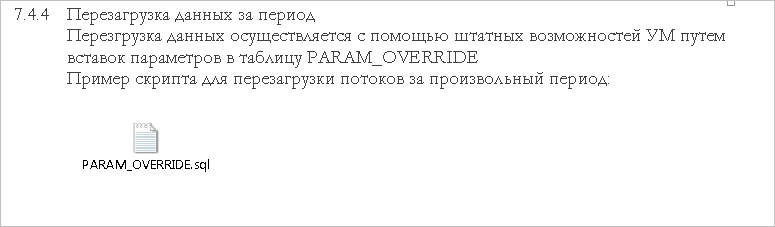 7.4.4 Перезагрузка данных за период
Перезгрузка данных осуществляется с помощью штатных возможностей УМ путем
вставок параметров в таблицу PARAM_OVERRIDE
Пример скрипта для перезагрузки потоков за произвольный период:
PARAM_OVERRIDE.sql